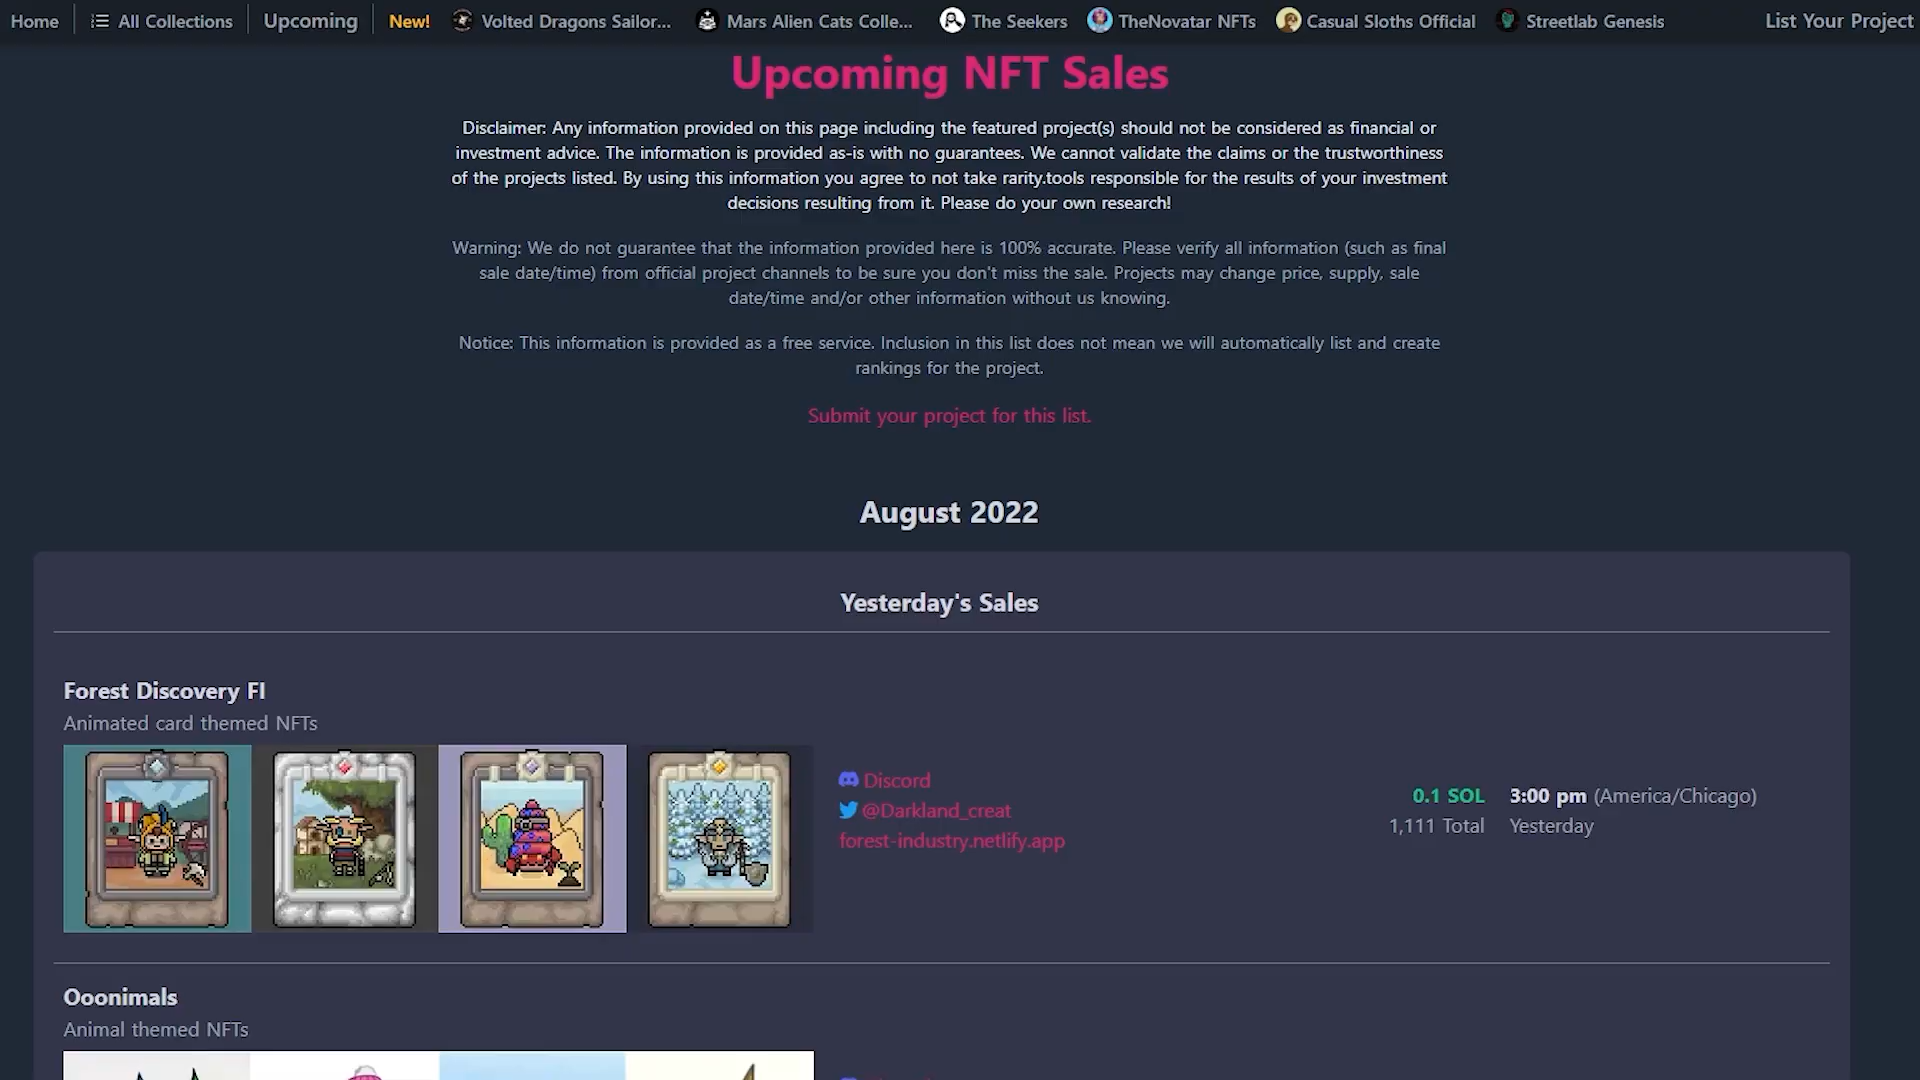 Home All Collections Upcoming New! Volted Dragons Sailor... Mars Alien Cats Colle... The Seekers TheNovatar NFTs Casual Sloths Official Streetlab Genesis List Your Project
Upcoming NFT Sales
Disclaimer: Any information provided on this page including the featured project(s) should not be considered as financial or
investment advice. The information is provided as-is with no guarantees. We cannot validate the claims or the trustworthiness
of the projects listed. By using this information you agree to not take rarity.tools responsible for the results of your investment
decisions resulting from it. Please do your own research!
Warning: We do not guarantee that the information provided here is 100% accurate. Please verify all information (such as final
sale date/time) from official project channels to be sure you don't miss the sale. Projects may change price, supply, sale
date/time and/or other information without us knowing.
Notice: This information is provided as a free service. Inclusion in this list does not mean we will automatically list and create
rankings for the project.
Submit your project for this list.
August 2022
Yesterday's Sales
Forest Discovery FI
Animated card themed NFTs
Discord
@Darkland_creat
forest-industry.netlify.app
0.1 SOL 3:00 pm (America/Chicago)
1,111 Total Yesterday
Ooonimals
Animal themed NFTs